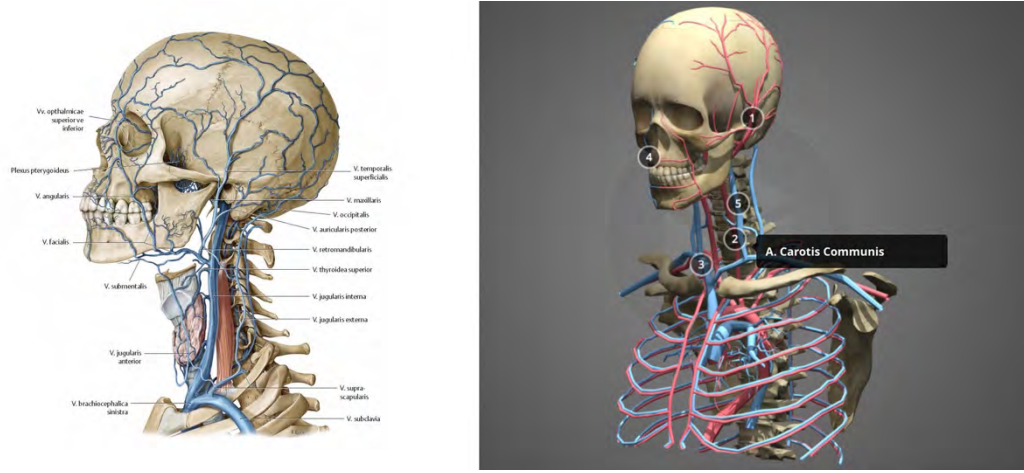 Vv. opthalmicae
superior ve
inferior
Plexus pterygoideus
V. angularis
V. facialis
V. submentalis
V. jugularis
anterior
V. brachiocephalica
sinistra
V. temporalis
superficialis
V. maxillaris
V. occipitalis
V. auricularis posterior
V. retromandibularis
V. thyroidea superior
V. jugularis interna
V. jugularis externa
V. supra-
scapularis
V. subclavia
1
4
5
2
3
A. Carotis Communis